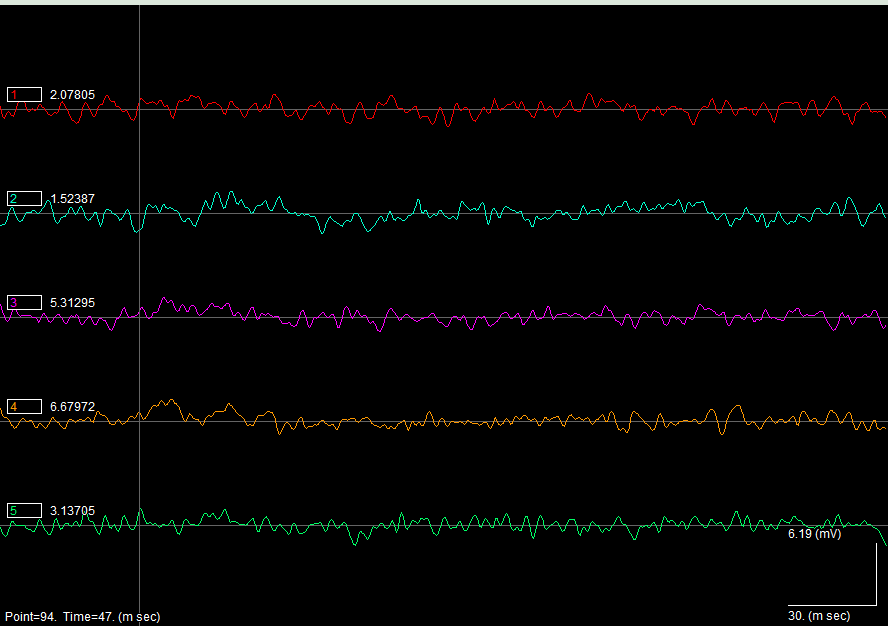 1 2.07805
2 1.52387
3 5.31295
4 6.67972
5 3.13705
6.19 (mV)
30. (m sec)
Point=94. Time=47. (m sec)